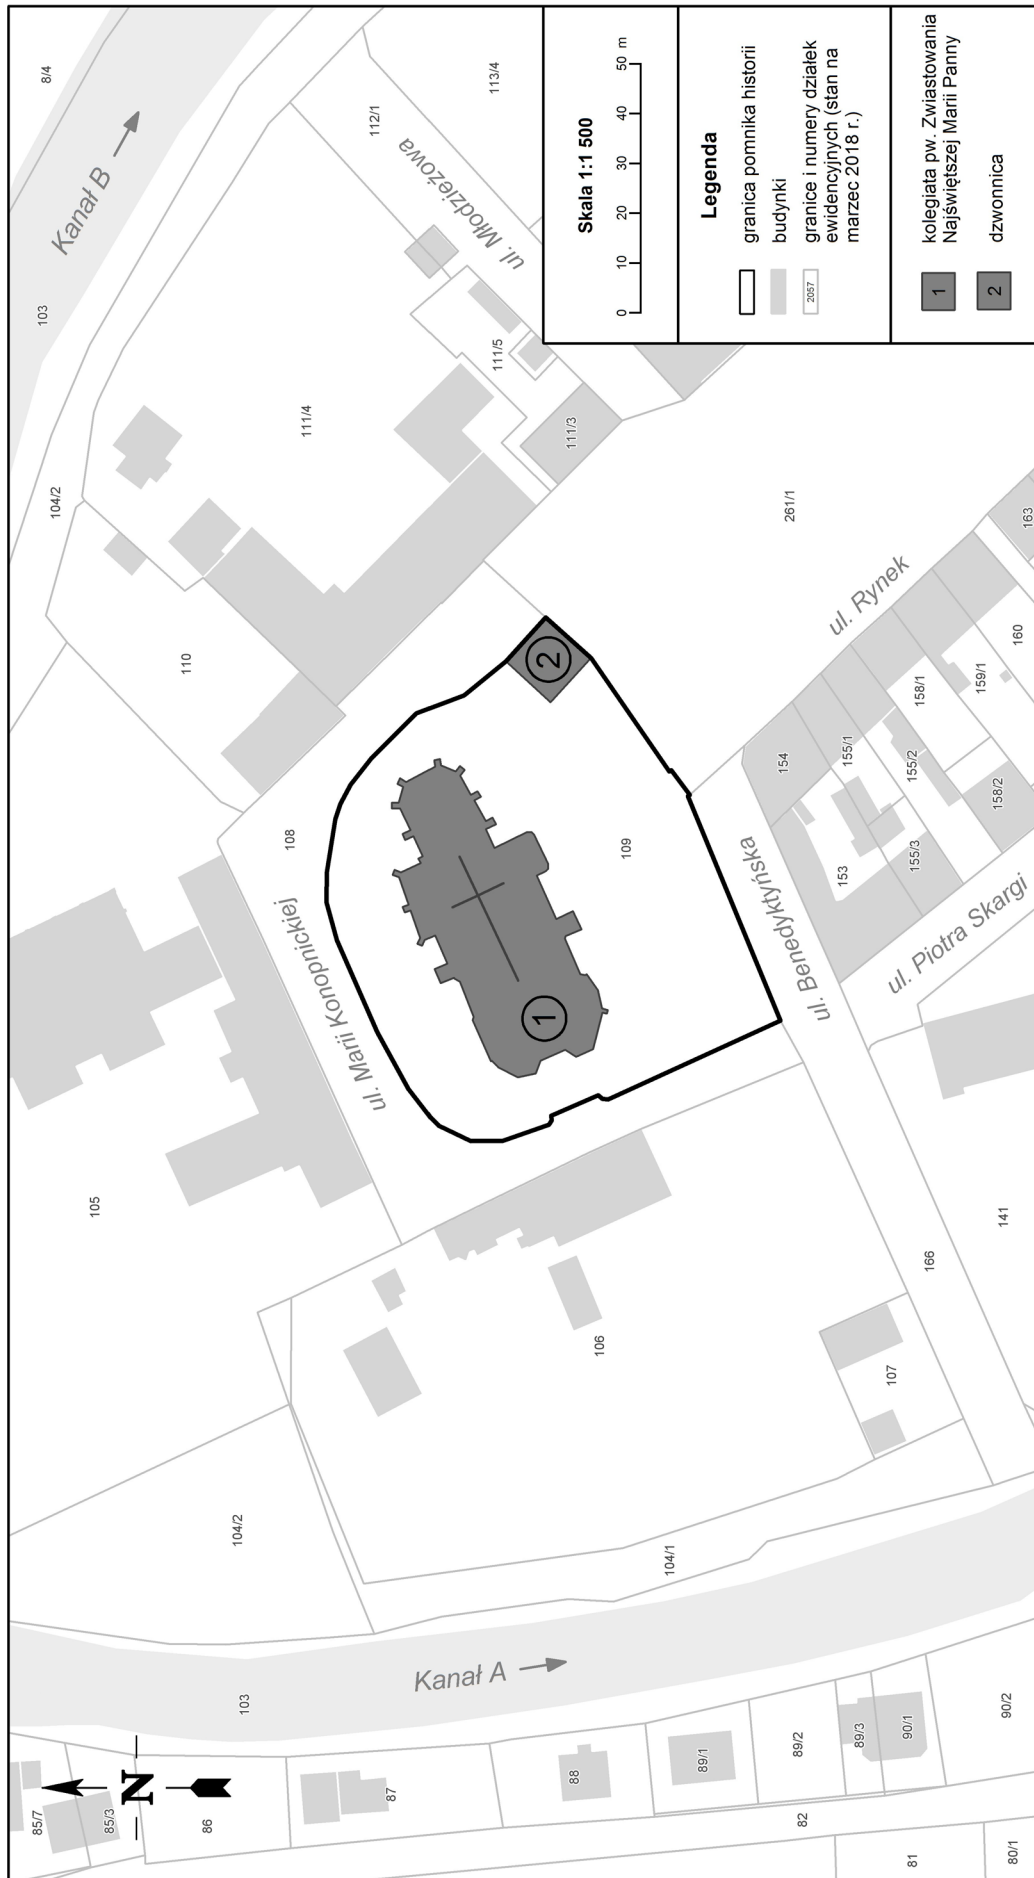 85/7
85/3
86
87
88
89/1
89/2
89/3
90/1
90/2
82
81
80/1
N
103
Kanał A
104/2
104/1
105
106
107
166
141
ul. Marii Konopnickiej
108
109
1
2
110
104/2
103
Kanał B
8/4
111/4
111/5
111/3
112/1
113/4
ul. Młodzieżowa
261/1
ul. Rynek
ul. Benedyktyńska
ul. Piotra Skargi
153
154
155/1
155/2
155/3
158/1
158/2
159/1
160
163
Skala 1:1 500
0 10 20 30 40 50 m
Legenda
granica pomnika historii
budynki
2057
granice i numery działek
ewidencyjnych (stan na
marzec 2018 r.)
1
kolegiata pw. Zwiastowania
Najświętszej Marii Panny
2
dzwonnica